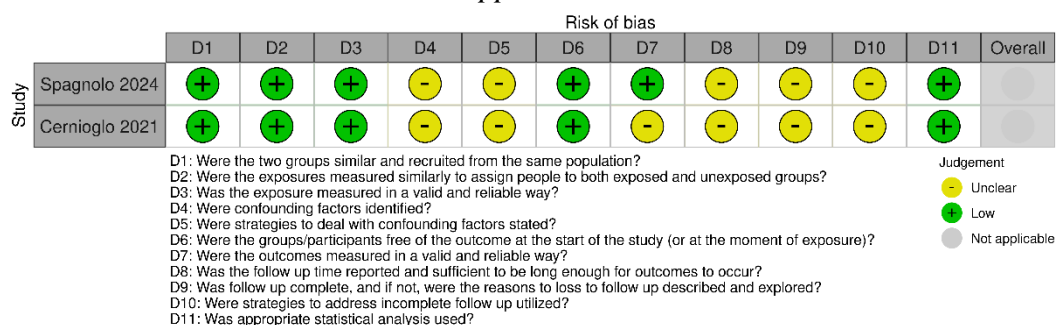 Risk of bias
D1 D2 D3 D4 D5 D6 D7 D8 D9 D10 D11 Overall
Study
Spagnolo 2024 + + + - - + + - - - +
Cernioglo 2021 + + + - - + - - - - +
D1: Were the two groups similar and recruited from the same population?
D2: Were the exposures measured similarly to assign people to both exposed and unexposed groups?
D3: Was the exposure measured in a valid and reliable way?
D4: Were confounding factors identified?
D5: Were strategies to deal with confounding factors stated?
D6: Were the groups/participants free of the outcome at the start of the study (or at the moment of exposure)?
D7: Were the outcomes measured in a valid and reliable way?
D8: Was the follow up time reported and sufficient to be long enough for outcomes to occur?
D9: Was follow up complete, and if not, were the reasons to loss to follow up described and explored?
D10: Were strategies to address incomplete follow up utilized?
D11: Was appropriate statistical analysis used?
Judgement
- Unclear
+ Low
Not applicable